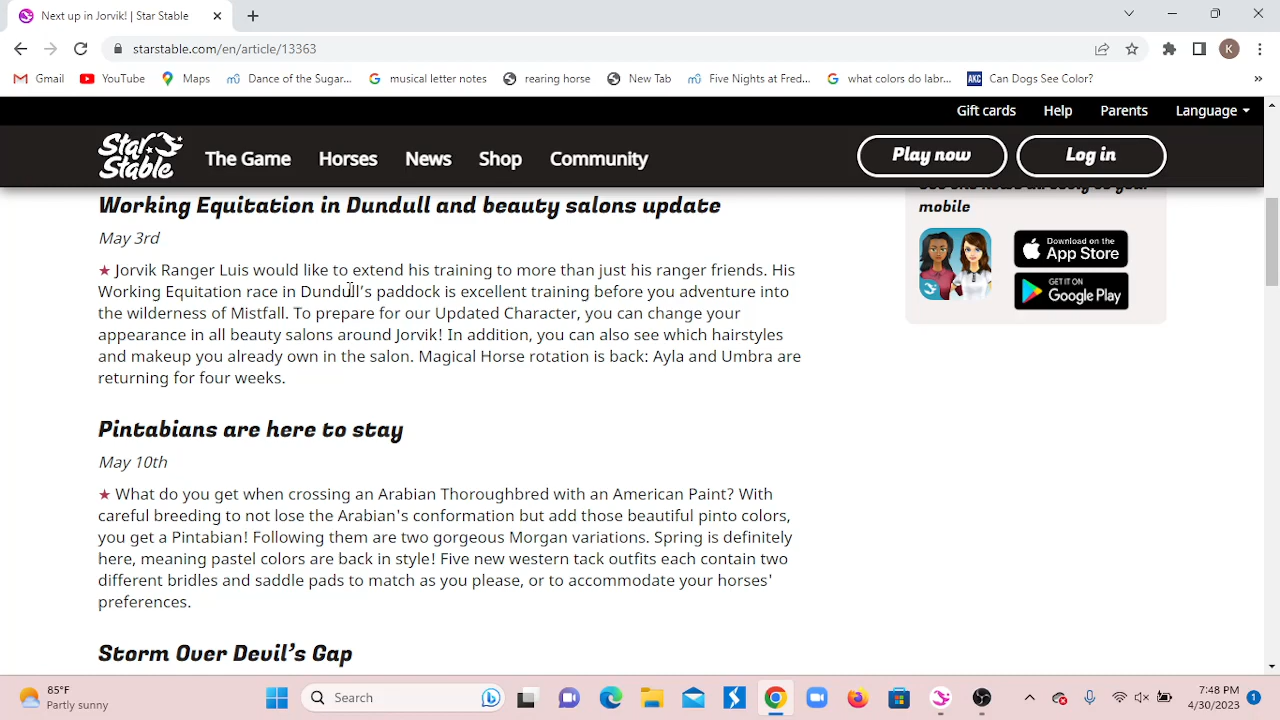 Next up in Jorvik! | Star Stable
starstable.com/en/article/13363
K
Gmail YouTube Maps Dance of the Sugar... musical letter notes rearing horse New Tab Five Nights at Fred... what colors do labr... AKC Can Dogs See Color? »
Gift cards Help Parents Language
Star Stable
The Game Horses News Shop Community Play now Log in
Working Equitation in Dundull and beauty salons update
May 3rd
★ Jorvik Ranger Luis would like to extend his training to more than just his ranger friends. His
Working Equitation race in Dundull's paddock is excellent training before you adventure into
the wilderness of Mistfall. To prepare for our Updated Character, you can change your
appearance in all beauty salons around Jorvik! In addition, you can also see which hairstyles
and makeup you already own in the salon. Magical Horse rotation is back: Ayla and Umbra are
returning for four weeks.
Pintabians are here to stay
May 10th
★ What do you get when crossing an Arabian Thoroughbred with an American Paint? With
careful breeding to not lose the Arabian's conformation but add those beautiful pinto colors,
you get a Pintabian! Following them are two gorgeous Morgan variations. Spring is definitely
here, meaning pastel colors are back in style! Five new western tack outfits each contain two
different bridles and saddle pads to match as you please, or to accommodate your horses'
preferences.
Storm Over Devil's Gap
mobile
Download on the
App Store
GET IT ON
Google Play
85°F
Partly sunny
Search
7:48 PM
4/30/2023
1